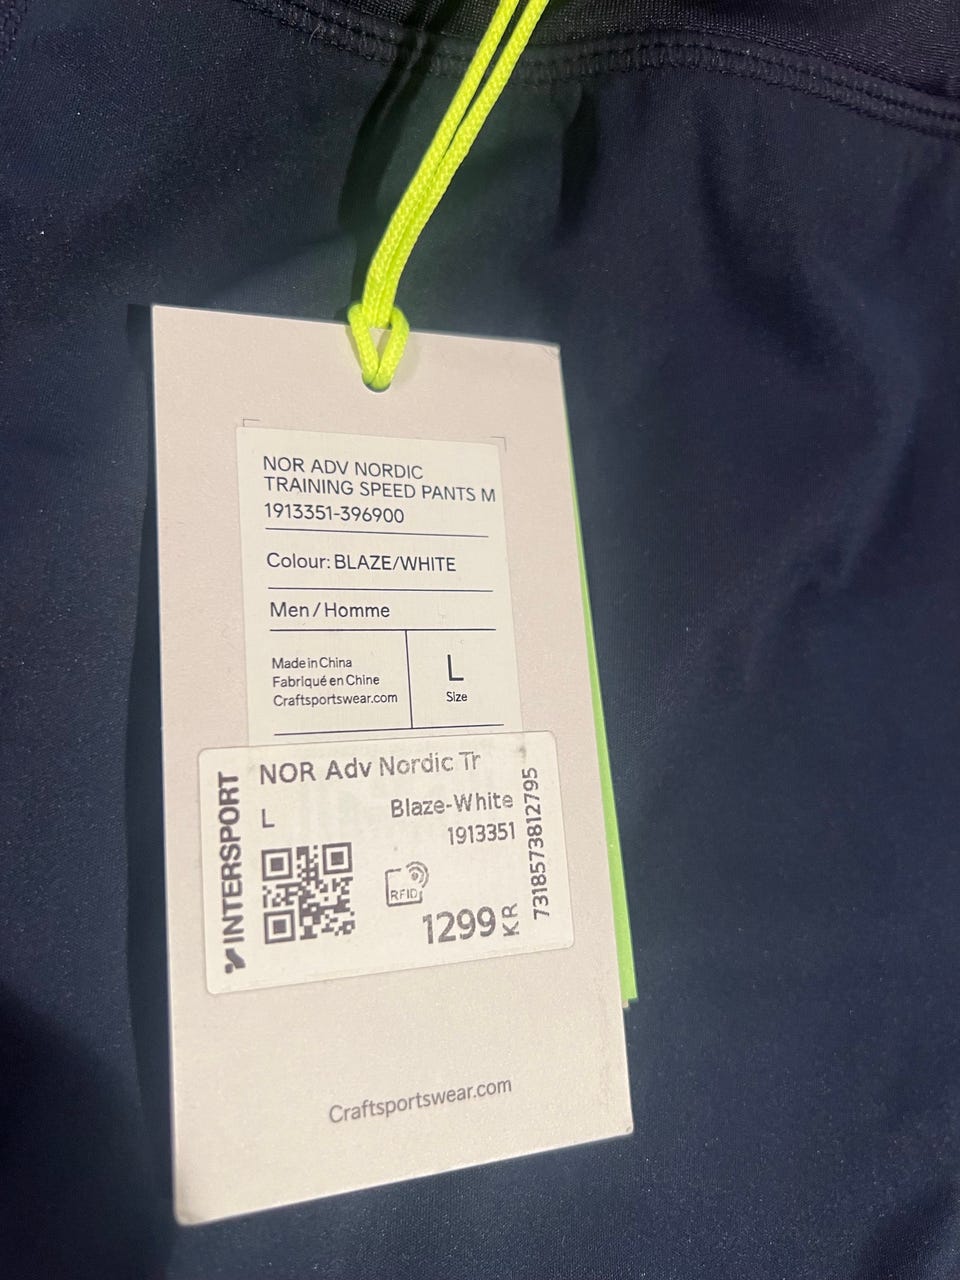 NOR ADV NORDIC
TRAINING SPEED PANTS M
1913351-396900
Colour: BLAZE/WHITE
Men / Homme
Made in China
Fabriqué en Chine
Craftsportswear.com
L
Size
INTERSPORT
NOR Adv Nordic Tr
L
Blaze-White
1913351
RFID
1299 KR
7318573812795
Craftsportswear.com